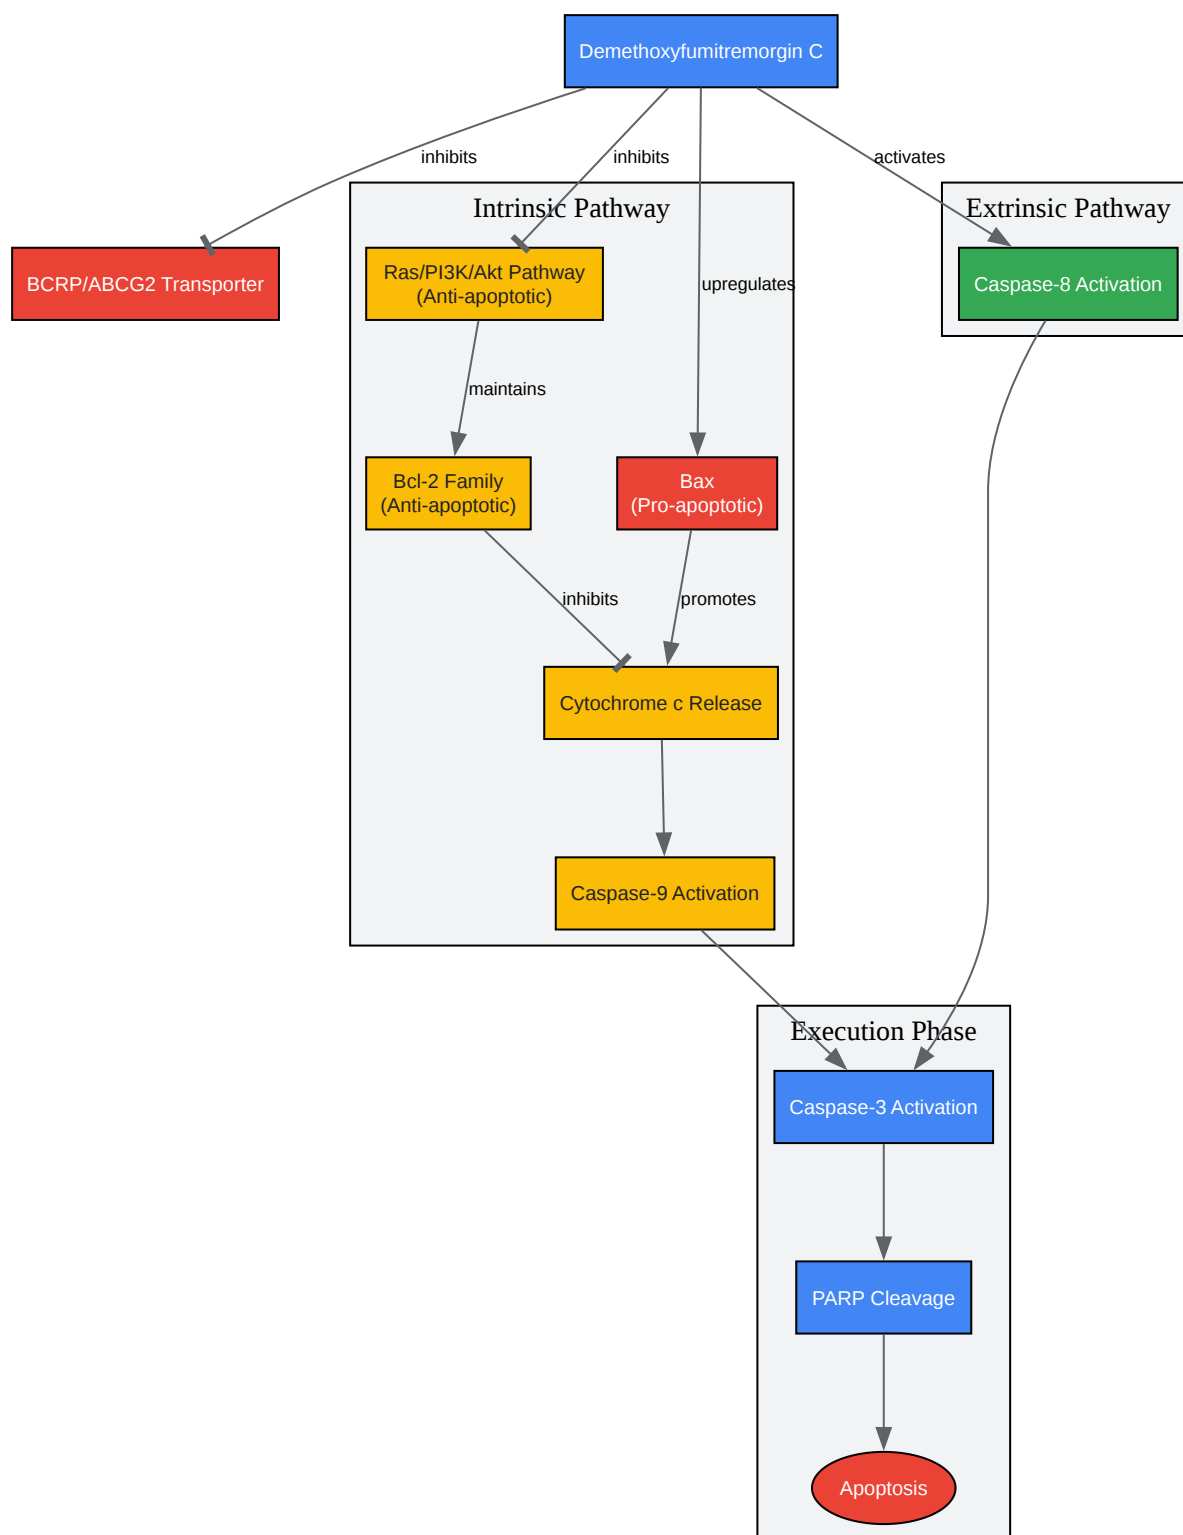 Demethoxyfumitremorgin C
inhibits
inhibits
activates
Intrinsic Pathway
Extrinsic Pathway
BCRP/ABCG2 Transporter
Ras/PI3K/Akt Pathway
(Anti-apoptotic)
upregulates
Caspase-8 Activation
maintains
Bcl-2 Family
(Anti-apoptotic)
Bax
(Pro-apoptotic)
inhibits
promotes
Cytochrome c Release
Caspase-9 Activation
Execution Phase
Caspase-3 Activation
PARP Cleavage
Apoptosis